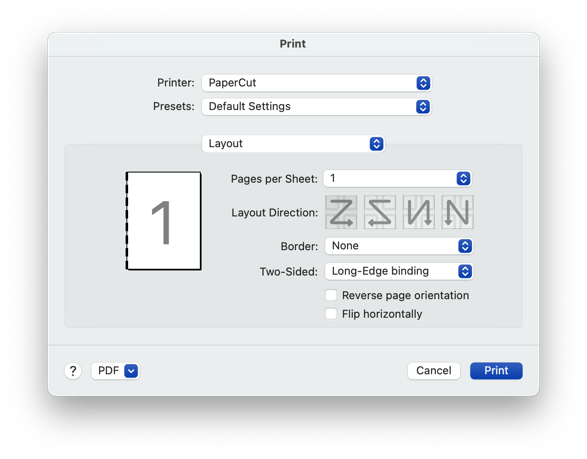 Print
Printer: PaperCut
Presets: Default Settings
Layout
1
Pages per Sheet: 1
Layout Direction:
Border: None
Two-Sided: Long-Edge binding
Reverse page orientation
Flip horizontally
? PDF Cancel Print